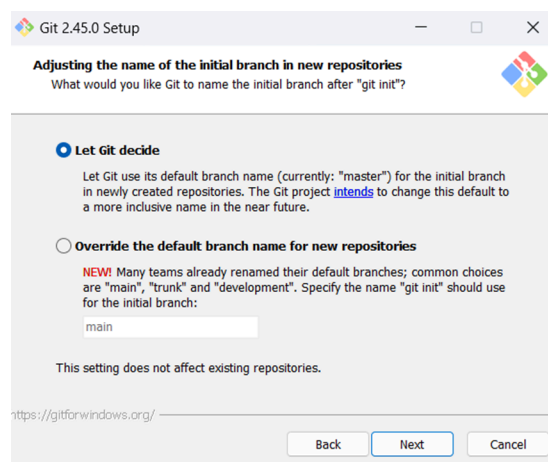 Git 2.45.0 Setup
Adjusting the name of the initial branch in new repositories
What would you like Git to name the initial branch after "git init"?
Let Git decide
Let Git use its default branch name (currently: "master") for the initial branch
in newly created repositories. The Git project intends to change this default to
a more inclusive name in the near future.
Override the default branch name for new repositories
NEW! Many teams already renamed their default branches; common choices
are "main", "trunk" and "development". Specify the name "git init" should use
for the initial branch:
main
This setting does not affect existing repositories.
https://gitforwindows.org/
Back Next Cancel